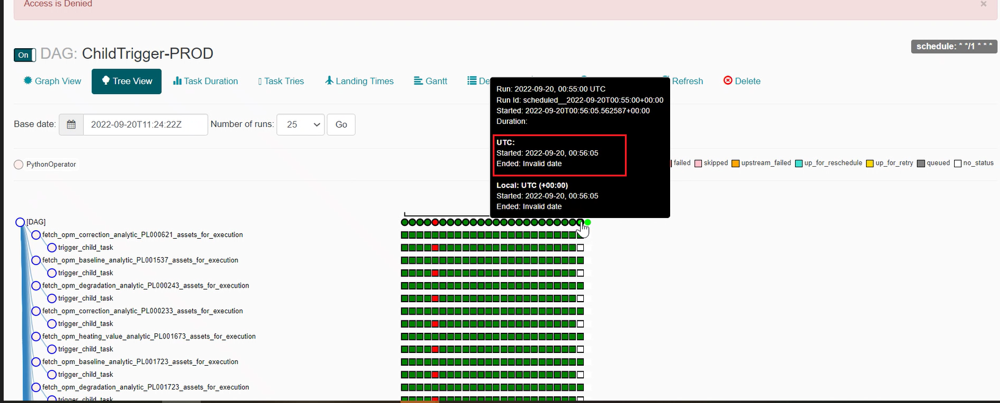 Access is Denied
×
On DAG: ChildTrigger-PROD
schedule: * */1 * * *
Graph View Tree View Task Duration Task Tries Landing Times Gantt De Refresh Delete
Run: 2022-09-20, 00:55:00 UTC
Run Id: scheduled__2022-09-20T00:55:00+00:00
Started: 2022-09-20T00:56:05.562587+00:00
Duration:
UTC:
Started: 2022-09-20, 00:56:05
Ended: Invalid date
Local: UTC (+00:00)
Started: 2022-09-20, 00:56:05
Ended: Invalid date
Base date: 2022-09-20T11:24:22Z Number of runs: 25 Go
PythonOperator
failed skipped upstream_failed up_for_reschedule up_for_retry queued no_status
[DAG]
fetch_opm_correction_analytic_PL000621_assets_for_execution
trigger_child_task
fetch_opm_baseline_analytic_PL001537_assets_for_execution
trigger_child_task
fetch_opm_degradation_analytic_PL000243_assets_for_execution
trigger_child_task
fetch_opm_correction_analytic_PL000233_assets_for_execution
trigger_child_task
fetch_opm_heating_value_analytic_PL001673_assets_for_execution
trigger_child_task
fetch_opm_baseline_analytic_PL001723_assets_for_execution
trigger_child_task
fetch_opm_degradation_analytic_PL001723_assets_for_execution
trigger_child_task